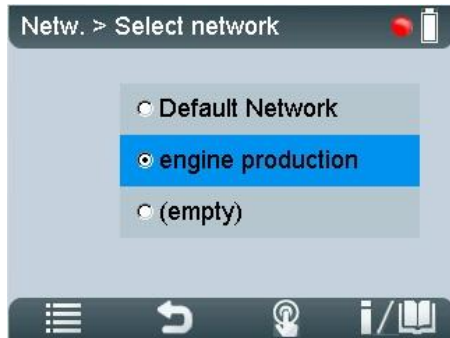 Netw. > Select network
Default Network
engine production
(empty)
i/